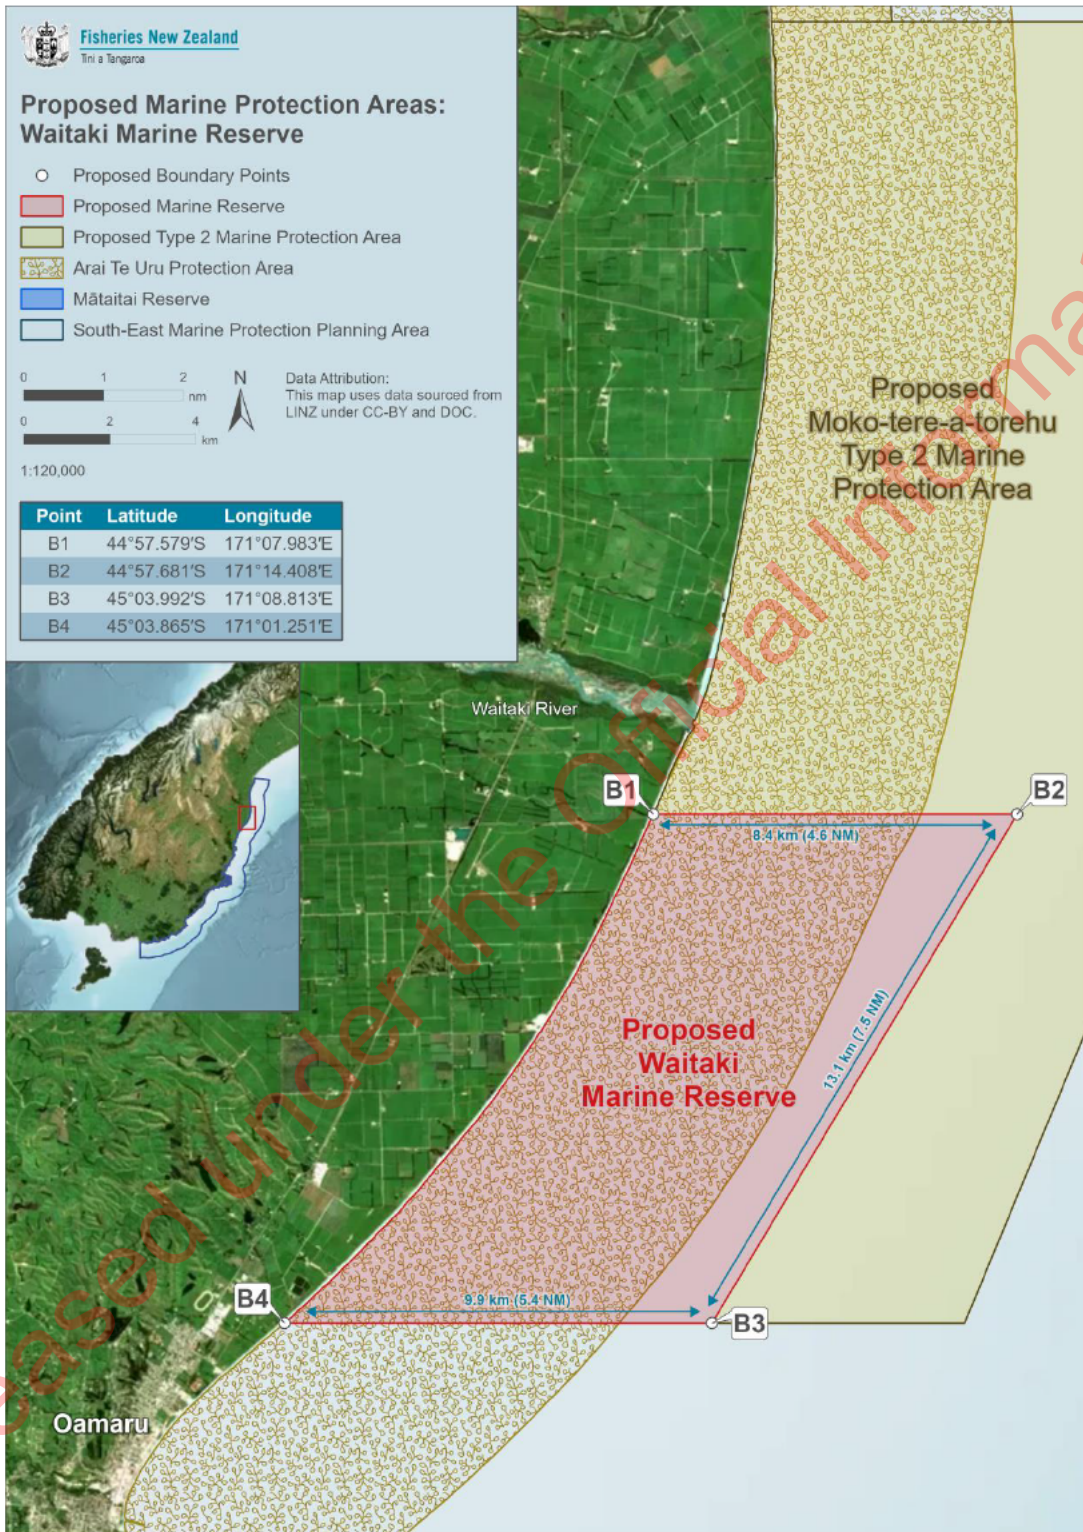 Fisheries New Zealand
Tini a Tangaroa
Proposed Marine Protection Areas:
Waitaki Marine Reserve
Proposed Boundary Points
Proposed Marine Reserve
Proposed Type 2 Marine Protection Area
Arai Te Uru Protection Area
Mātaitai Reserve
South-East Marine Protection Planning Area
0 1 2
nm
0 2 4
km
N
Data Attribution:
This map uses data sourced from
LINZ under CC-BY and DOC.
1:120,000
Point Latitude Longitude
B1 44°57.579'S 171°07.983'E
B2 44°57.681'S 171°14.408'E
B3 45°03.992'S 171°08.813'E
B4 45°03.865'S 171°01.251'E
Proposed
Moko-tere-a-torehu
Type 2 Marine
Protection Area
Waitaki River
B1
B2
8.4 km (4.6 NM)
Proposed
Waitaki
Marine Reserve
13.1 km (7.5 NM)
B4
9.9 km (5.4 NM)
B3
Oamaru
eased under the Official Informa